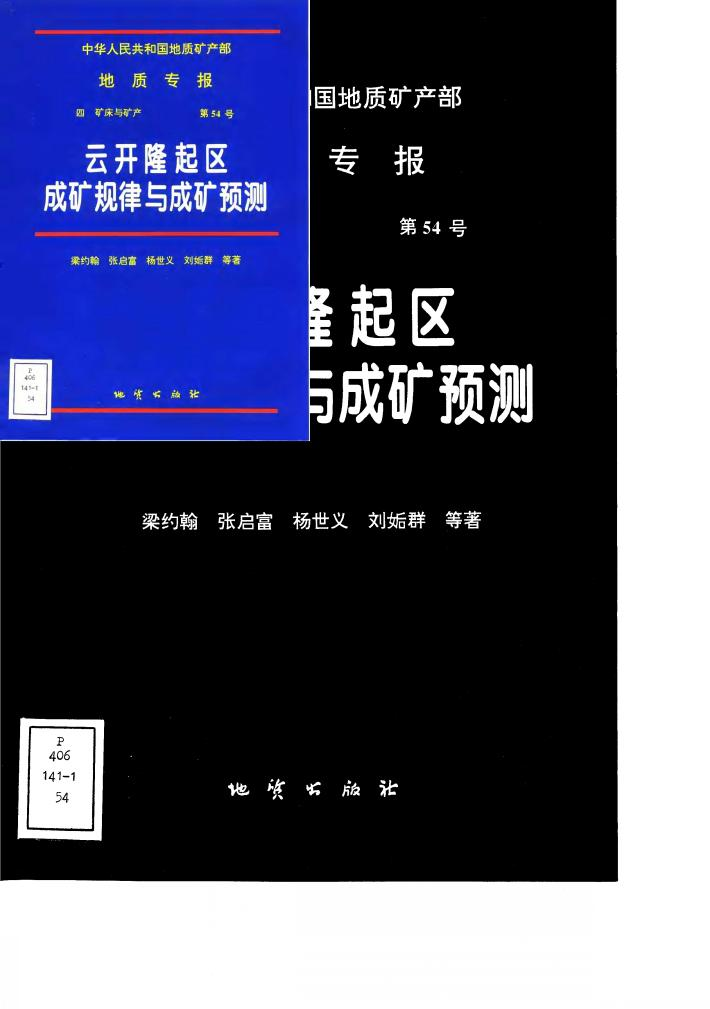 中华人民共和国地质矿产部
地 质 专 报
四 矿床与矿产 第54号
云开隆起区
成矿规律与成矿预测
梁约翰 张启富 杨世义 刘姤群 等著
P
406
141-1
54
地质出版社
国地质矿产部
专 报
第54号
隆起区
与成矿预测
梁约翰 张启富 杨世义 刘姤群 等著
P
406
141-1
54
地质出版社